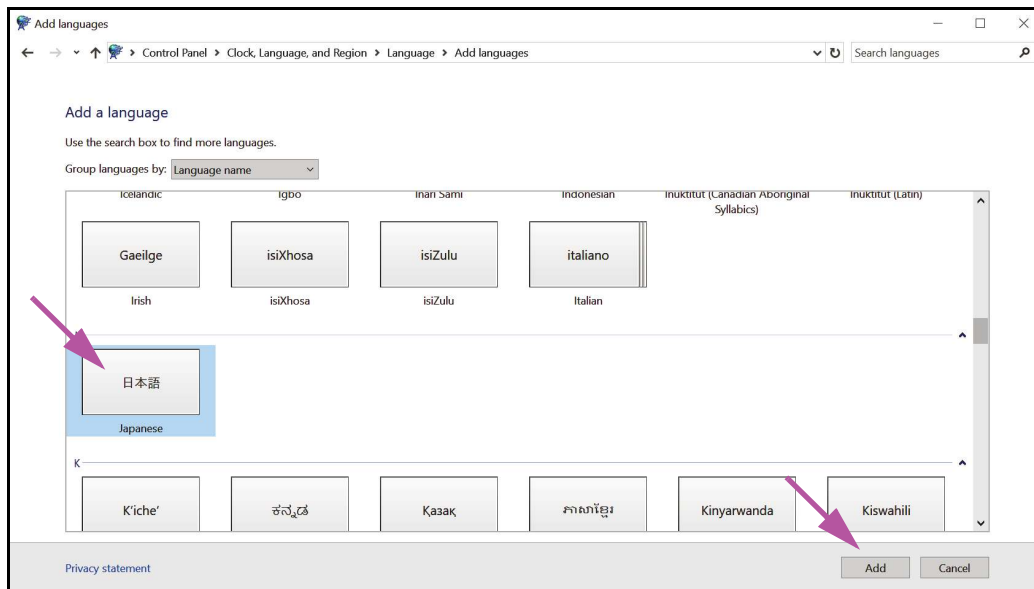 Add languages
Control Panel > Clock, Language, and Region > Language > Add languages
Search languages
Add a language
Use the search box to find more languages.
Group languages by: Language name
Icelandic Igbo Inari Sami Indonesian Inuktitut (Canadian Aboriginal Syllabics) Inuktitut (Latin)
Gaeilge isiXhosa isiZulu italiano
Irish isiXhosa isiZulu Italian
日本語
Japanese
K
K'iche' ಕನ್ನಡ Қазақ ភាសាខ្មែរ Kinyarwanda Kiswahili
Privacy statement
Add Cancel